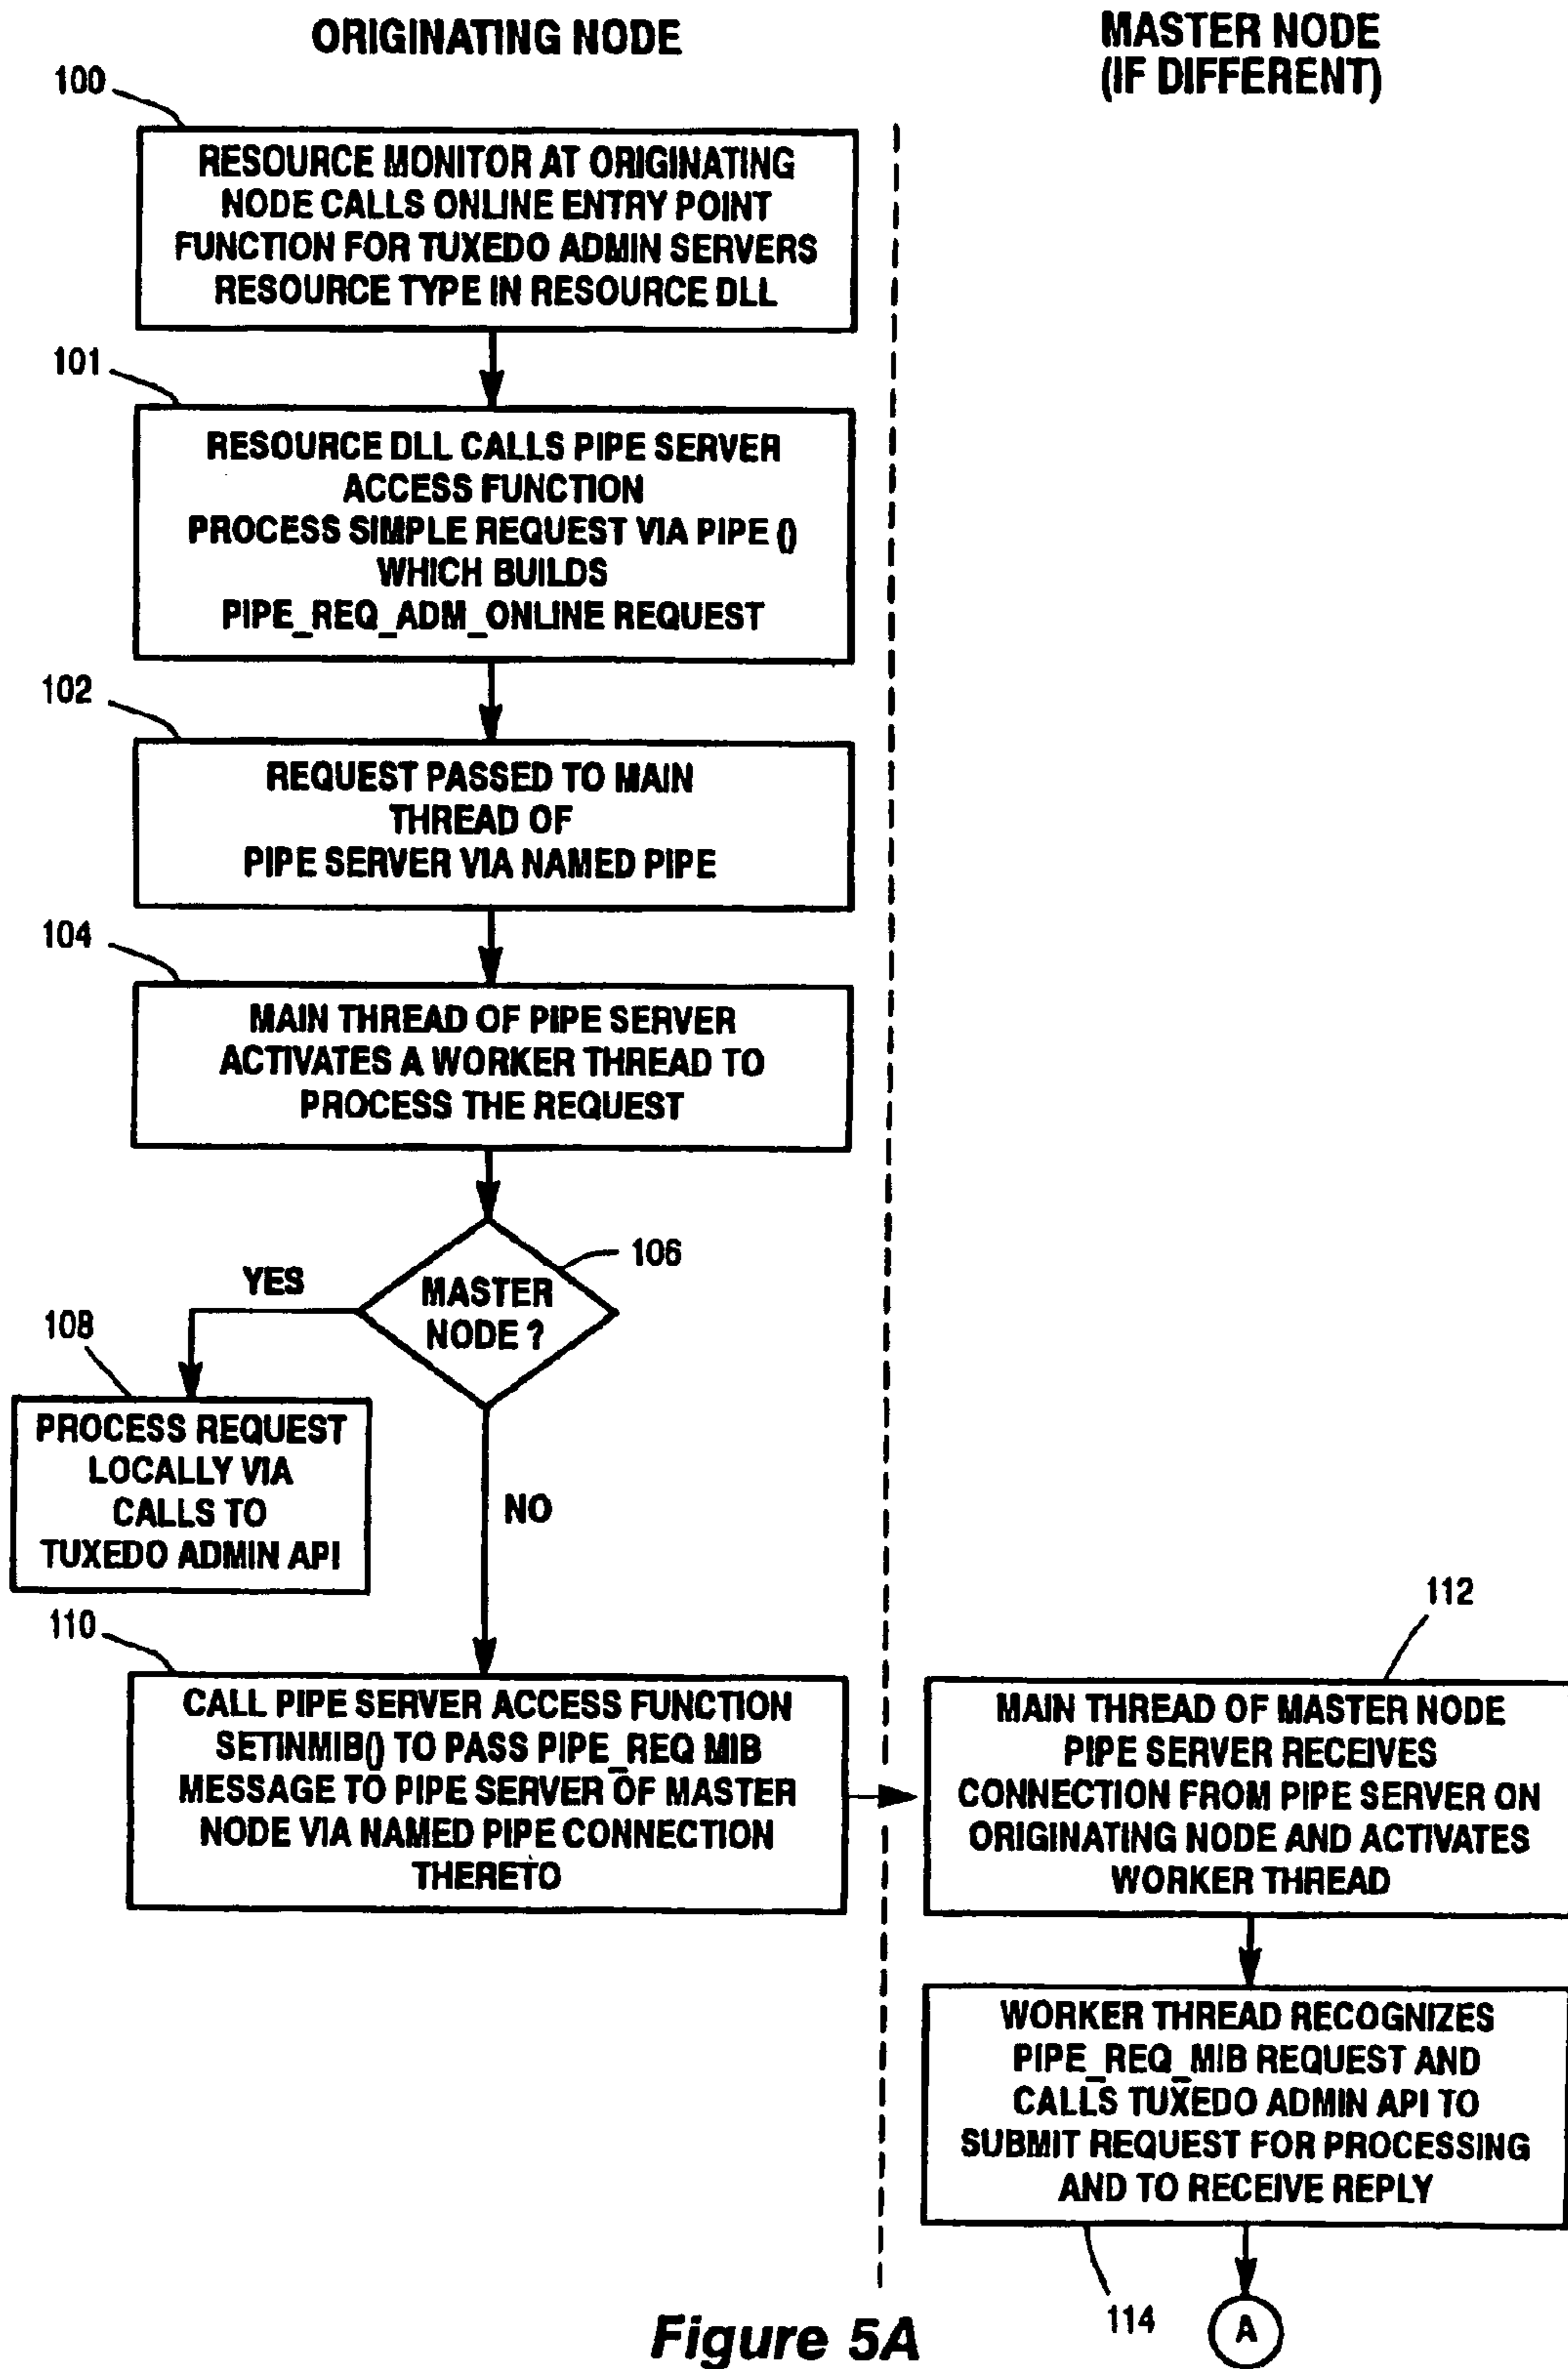 ORIGINATING NODE
MASTER NODE
(IF DIFFERENT)
100
RESOURCE MONITOR AT ORIGINATING
NODE CALLS ONLINE ENTRY POINT
FUNCTION FOR TUXEDO ADMIN SERVERS
RESOURCE TYPE IN RESOURCE DLL
101
RESOURCE DLL CALLS PIPE SERVER
ACCESS FUNCTION
PROCESS SIMPLE REQUEST VIA PIPE ()
WHICH BUILDS
PIPE_REQ_ADM_ONLINE REQUEST
102
REQUEST PASSED TO MAIN
THREAD OF
PIPE SERVER VIA NAMED PIPE
104
MAIN THREAD OF PIPE SERVER
ACTIVATES A WORKER THREAD TO
PROCESS THE REQUEST
106
MASTER
NODE ?
YES
108
PROCESS REQUEST
LOCALLY VIA
CALLS TO
TUXEDO ADMIN API
NO
110
CALL PIPE SERVER ACCESS FUNCTION
SETINMIB() TO PASS PIPE_REQ MIB
MESSAGE TO PIPE SERVER OF MASTER
NODE VIA NAMED PIPE CONNECTION
THERETO
112
MAIN THREAD OF MASTER NODE
PIPE SERVER RECEIVES
CONNECTION FROM PIPE SERVER ON
ORIGINATING NODE AND ACTIVATES
WORKER THREAD
WORKER THREAD RECOGNIZES
PIPE_REQ_MIB REQUEST AND
CALLS TUXEDO ADMIN API TO
SUBMIT REQUEST FOR PROCESSING
AND TO RECEIVE REPLY
114
A
Figure 5A